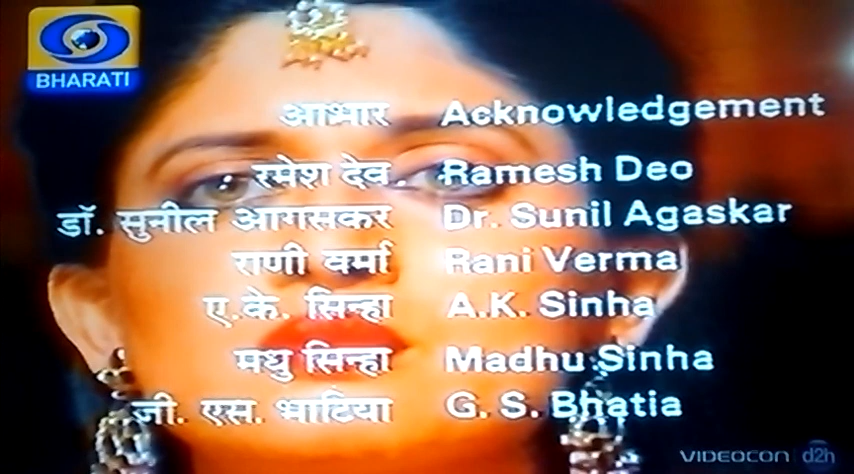 BHARATI
आभार Acknowledgement
रमेश देव Ramesh Deo
डॉ. सुनील आगसकर Dr. Sunil Agaskar
राणी वर्मा Rani Verma
ए.के. सिन्हा A.K. Sinha
मधु सिन्हा Madhu Sinha
जी. एस. भाटिया G. S. Bhatia
VIDEOCON d2h